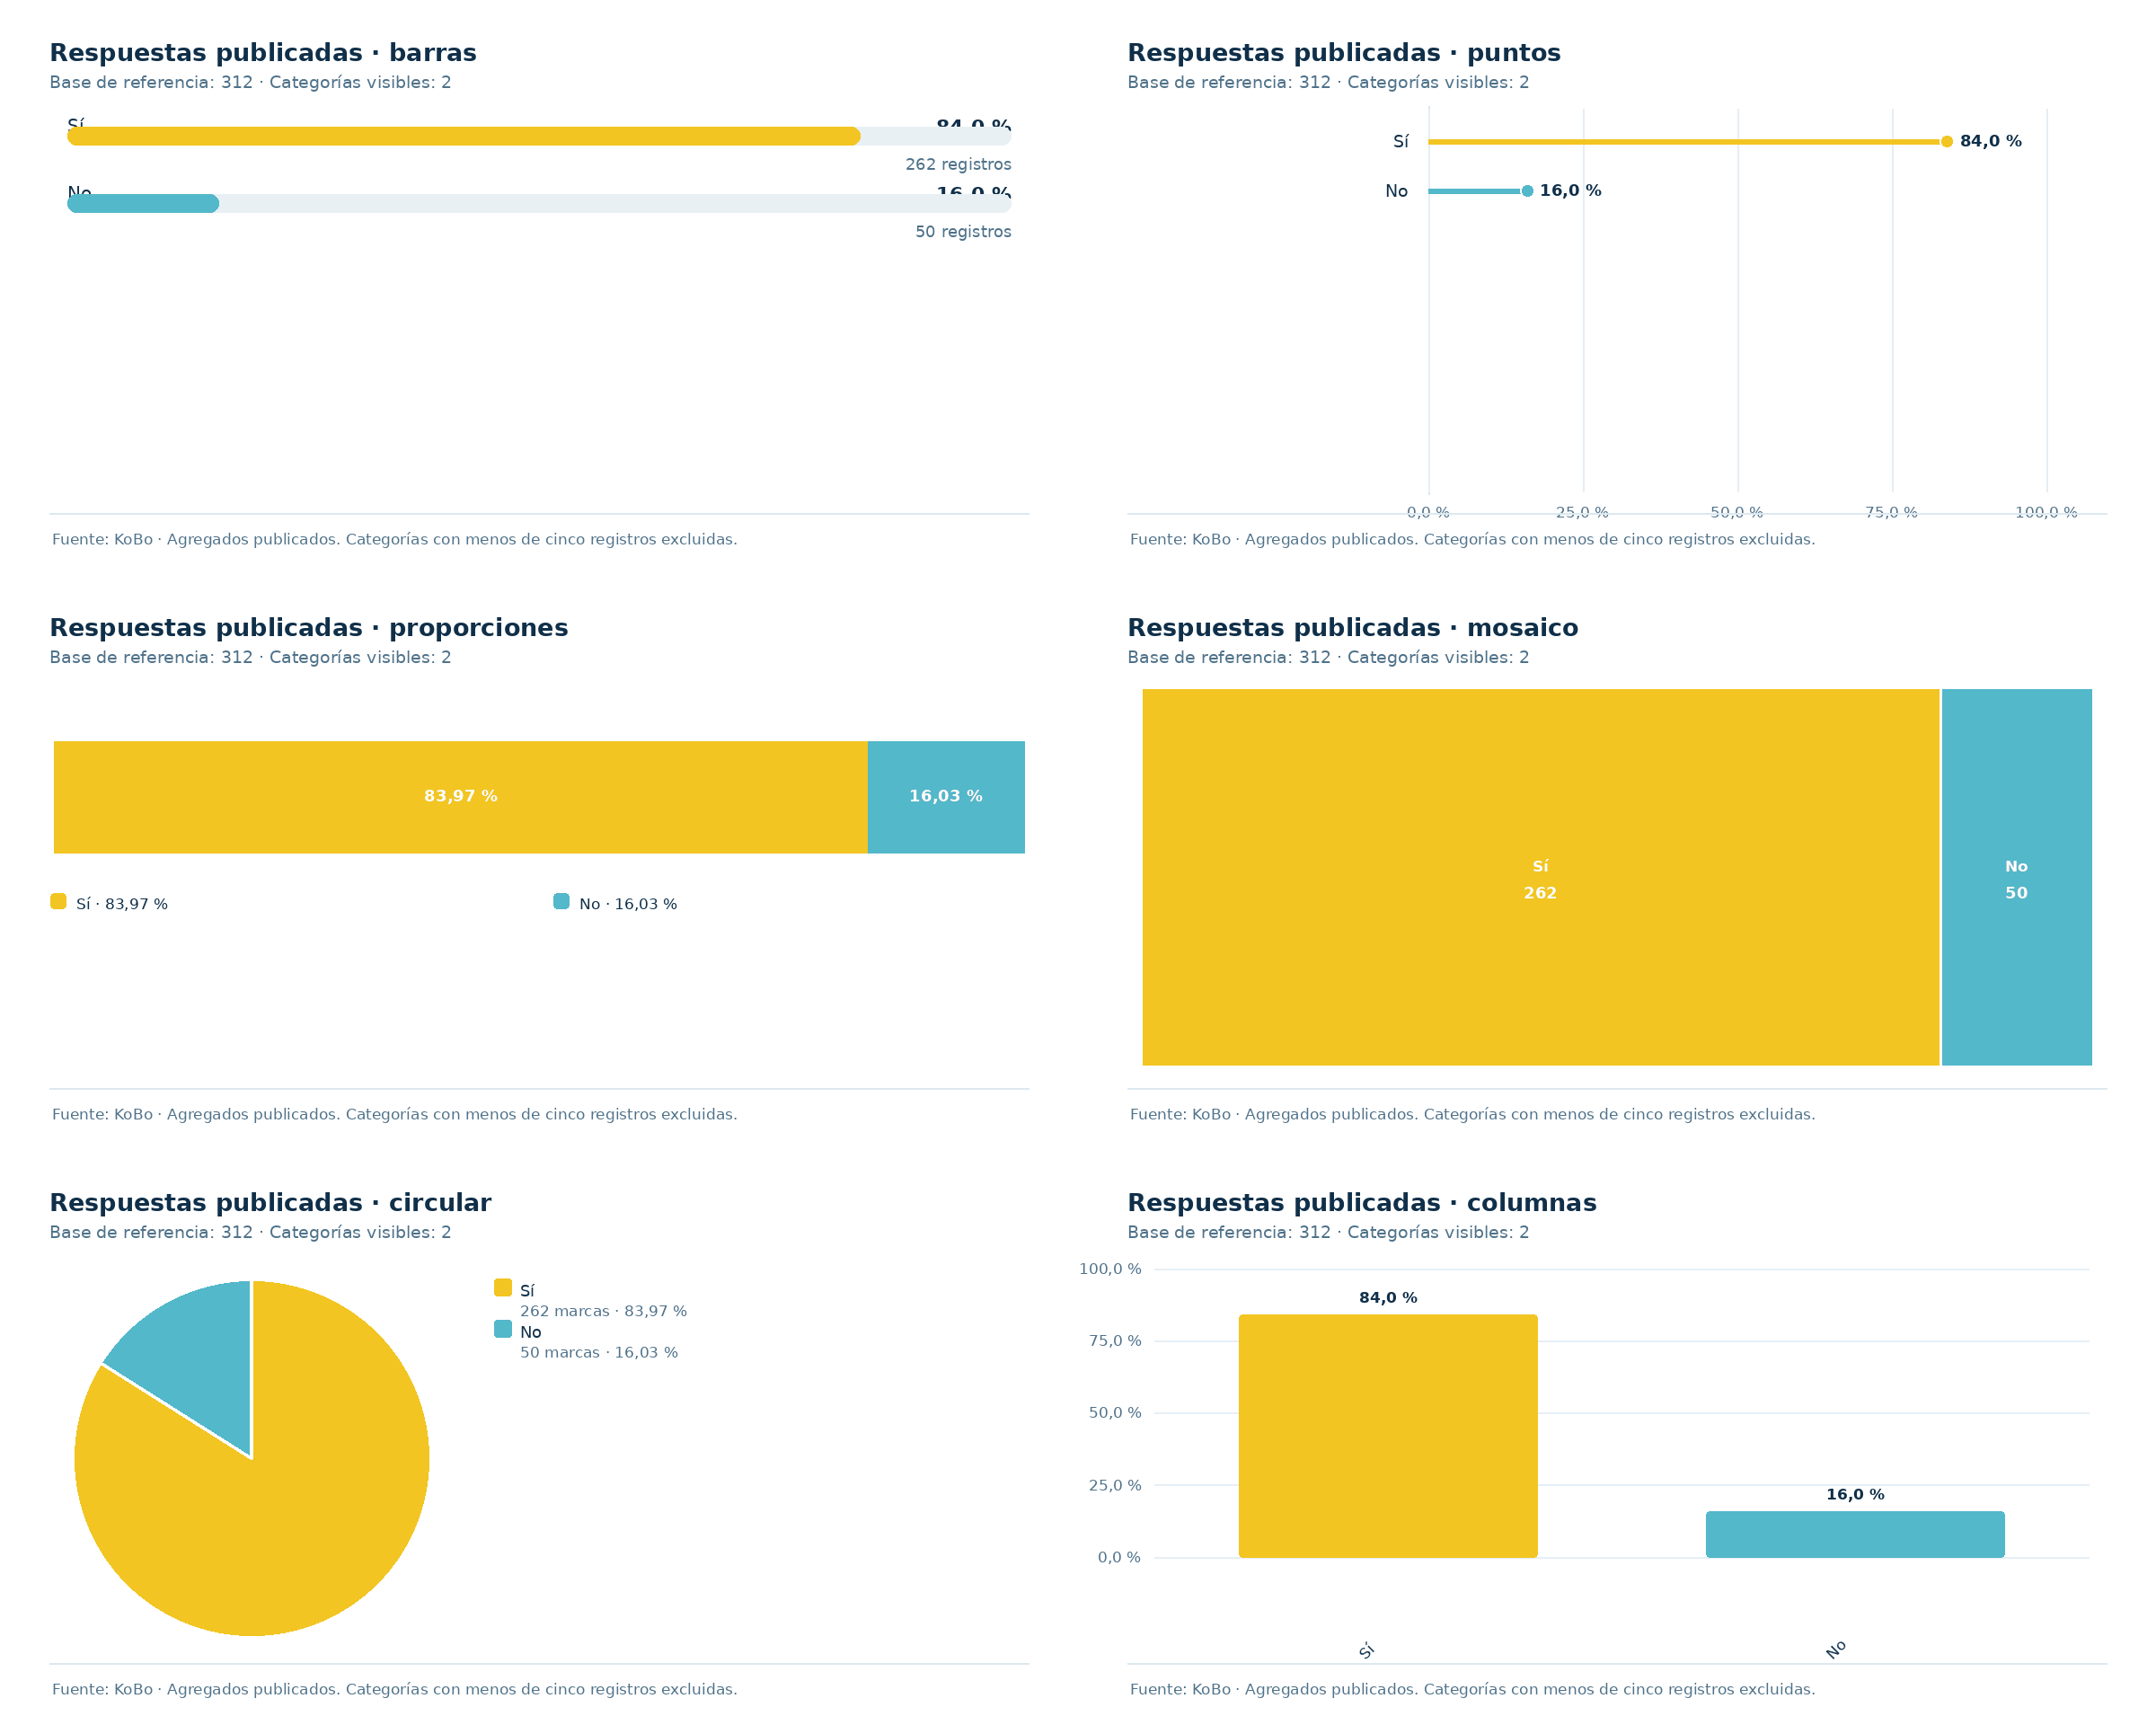 Respuestas publicadas · barras
Base de referencia: 312 · Categorías visibles: 2
Sí
84,0 %
262 registros
No
16,0 %
50 registros
Fuente: KoBo · Agregados publicados. Categorías con menos de cinco registros excluidas.
Respuestas publicadas · puntos
Base de referencia: 312 · Categorías visibles: 2
Sí
84,0 %
No
16,0 %
0,0 % 25,0 % 50,0 % 75,0 % 100,0 %
Fuente: KoBo · Agregados publicados. Categorías con menos de cinco registros excluidas.
Respuestas publicadas · proporciones
Base de referencia: 312 · Categorías visibles: 2
83,97 % 16,03 %
Sí · 83,97 % No · 16,03 %
Fuente: KoBo · Agregados publicados. Categorías con menos de cinco registros excluidas.
Respuestas publicadas · mosaico
Base de referencia: 312 · Categorías visibles: 2
Sí
262
No
50
Fuente: KoBo · Agregados publicados. Categorías con menos de cinco registros excluidas.
Respuestas publicadas · circular
Base de referencia: 312 · Categorías visibles: 2
Sí
262 marcas · 83,97 %
No
50 marcas · 16,03 %
Fuente: KoBo · Agregados publicados. Categorías con menos de cinco registros excluidas.
Respuestas publicadas · columnas
Base de referencia: 312 · Categorías visibles: 2
100,0 %
84,0 %
75,0 %
50,0 %
25,0 %
16,0 %
0,0 %
Sí No
Fuente: KoBo · Agregados publicados. Categorías con menos de cinco registros excluidas.